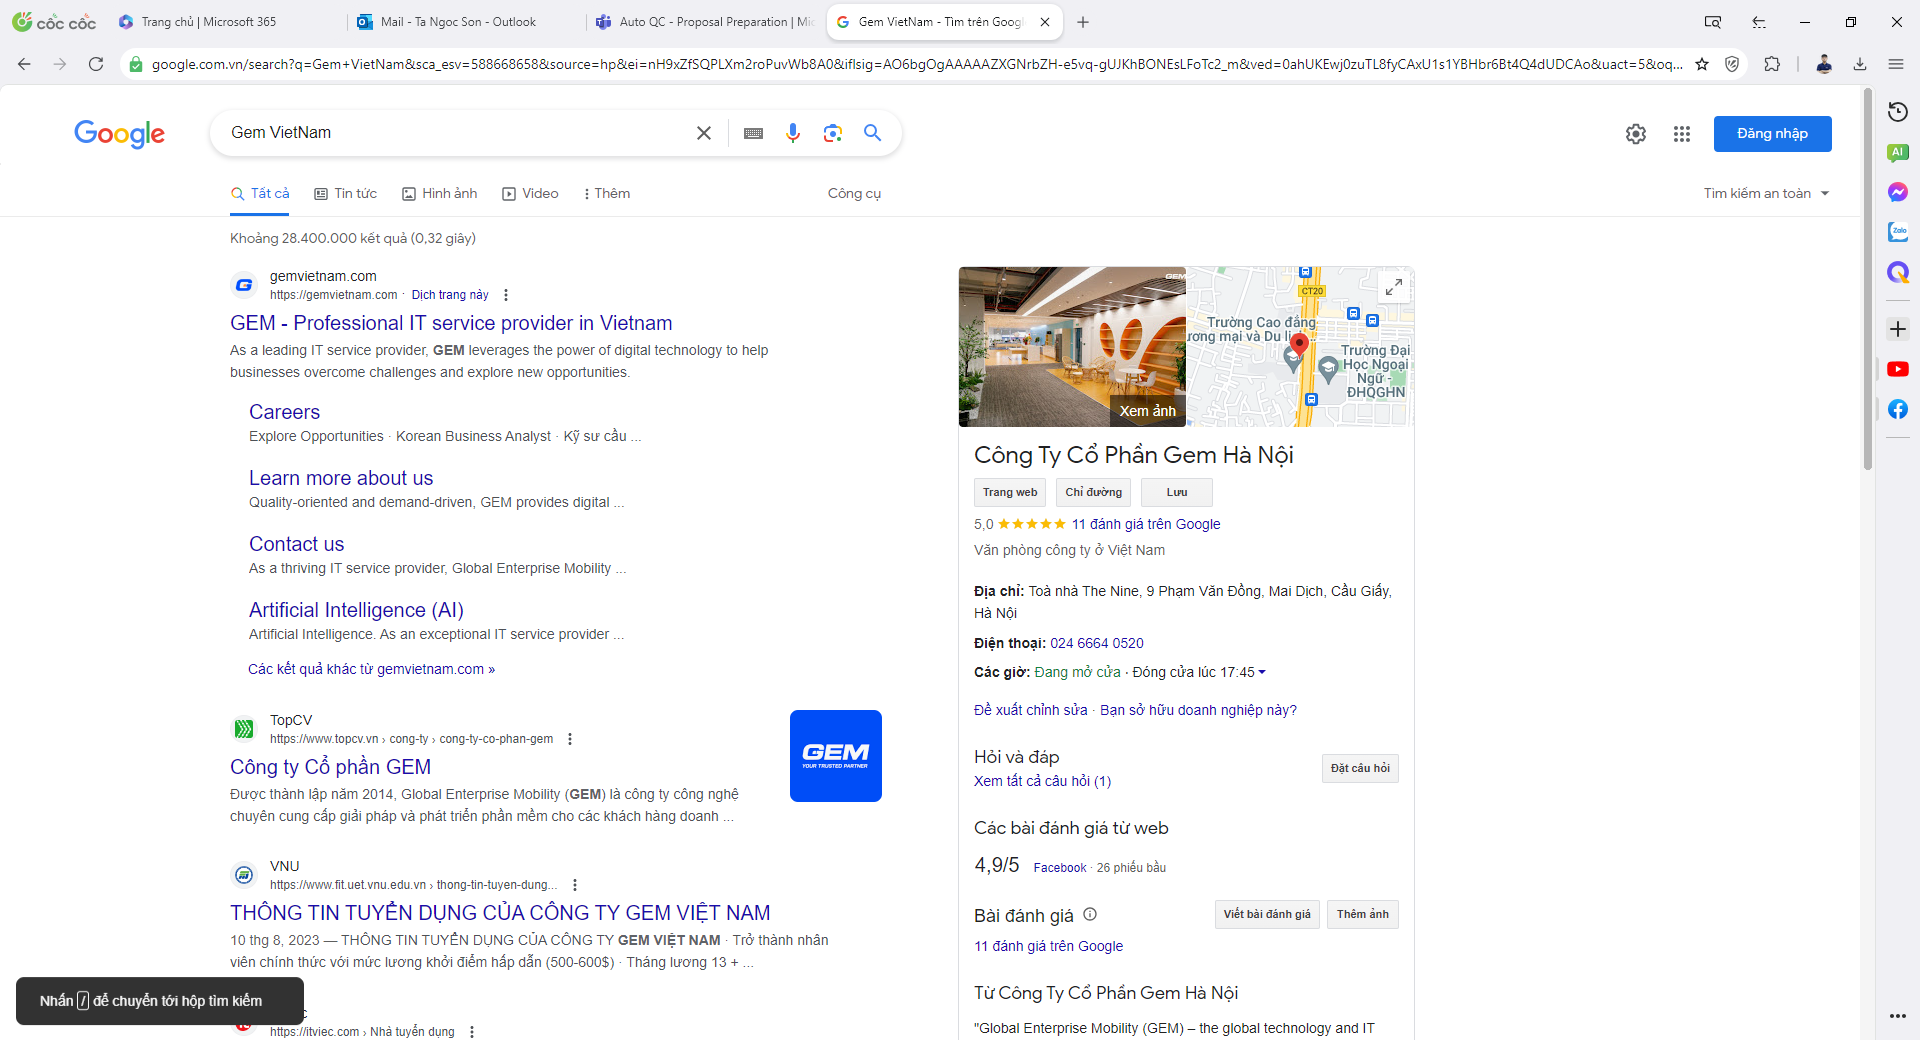 cốc cốc
Trang chủ | Microsoft 365
Mail - Ta Ngoc Son - Outlook
Auto QC - Proposal Preparation | Mic
Gem VietNam - Tìm trên Googl
google.com.vn/search?q=Gem+VietNam&sca_esv=588668658&source=hp&ei=nH9xZfSQPLXm2roPuvWb8A0&iflsig=AO6bgOgAAAAAZXGNrbZH-e5vq-gUJKhBONEsLFoTc2_m&ved=0ahUKEwj0zuTL8fyCAxU1s1YBHbr6Bt4Q4dUDCAo&uact=5&oq...
Google
Gem VietNam
Đăng nhập
Tất cả
Tin tức
Hình ảnh
Video
Thêm
Công cụ
Tìm kiếm an toàn
Khoảng 28.400.000 kết quả (0,32 giây)
gemvietnam.com
https://gemvietnam.com · Dịch trang này
GEM - Professional IT service provider in Vietnam
As a leading IT service provider, GEM leverages the power of digital technology to help
businesses overcome challenges and explore new opportunities.
Careers
Explore Opportunities · Korean Business Analyst · Kỹ sư cầu ...
Learn more about us
Quality-oriented and demand-driven, GEM provides digital ...
Contact us
As a thriving IT service provider, Global Enterprise Mobility ...
Artificial Intelligence (AI)
Artificial Intelligence. As an exceptional IT service provider ...
Các kết quả khác từ gemvietnam.com »
TopCV
https://www.topcv.vn › cong-ty › cong-ty-co-phan-gem
Công ty Cổ phần GEM
Được thành lập năm 2014, Global Enterprise Mobility (GEM) là công ty công nghệ
chuyên cung cấp giải pháp và phát triển phần mềm cho các khách hàng doanh ...
GEM
YOUR TRUSTED PARTNER
VNU
https://www.fit.uet.vnu.edu.vn › thong-tin-tuyen-dung...
THÔNG TIN TUYỂN DỤNG CỦA CÔNG TY GEM VIỆT NAM
10 thg 8, 2023 — THÔNG TIN TUYỂN DỤNG CỦA CÔNG TY GEM VIỆT NAM · Trở thành nhân
viên chính thức với mức lương khởi điểm hấp dẫn (500-600$) · Tháng lương 13 + ...
Nhấn / để chuyển tới hộp tìm kiếm
https://itviec.com › Nhà tuyển dụng
GEM
Xem ảnh
CT20
Trường Cao đẳng
ương mại và Du lị...
Trường Đại
Học Ngoại
Ngữ -
ĐHQGHN
Công Ty Cổ Phần Gem Hà Nội
Trang web
Chỉ đường
Lưu
5,0
11 đánh giá trên Google
Văn phòng công ty ở Việt Nam
Địa chỉ: Toà nhà The Nine, 9 Phạm Văn Đồng, Mai Dịch, Cầu Giấy,
Hà Nội
Điện thoại: 024 6664 0520
Các giờ: Đang mở cửa · Đóng cửa lúc 17:45
Đề xuất chỉnh sửa · Bạn sở hữu doanh nghiệp này?
Hỏi và đáp
Xem tất cả câu hỏi (1)
Đặt câu hỏi
Các bài đánh giá từ web
4,9/5 Facebook · 26 phiếu bầu
Bài đánh giá
Viết bài đánh giá
Thêm ảnh
11 đánh giá trên Google
Từ Công Ty Cổ Phần Gem Hà Nội
"Global Enterprise Mobility (GEM) – the global technology and IT
AI
Zalo